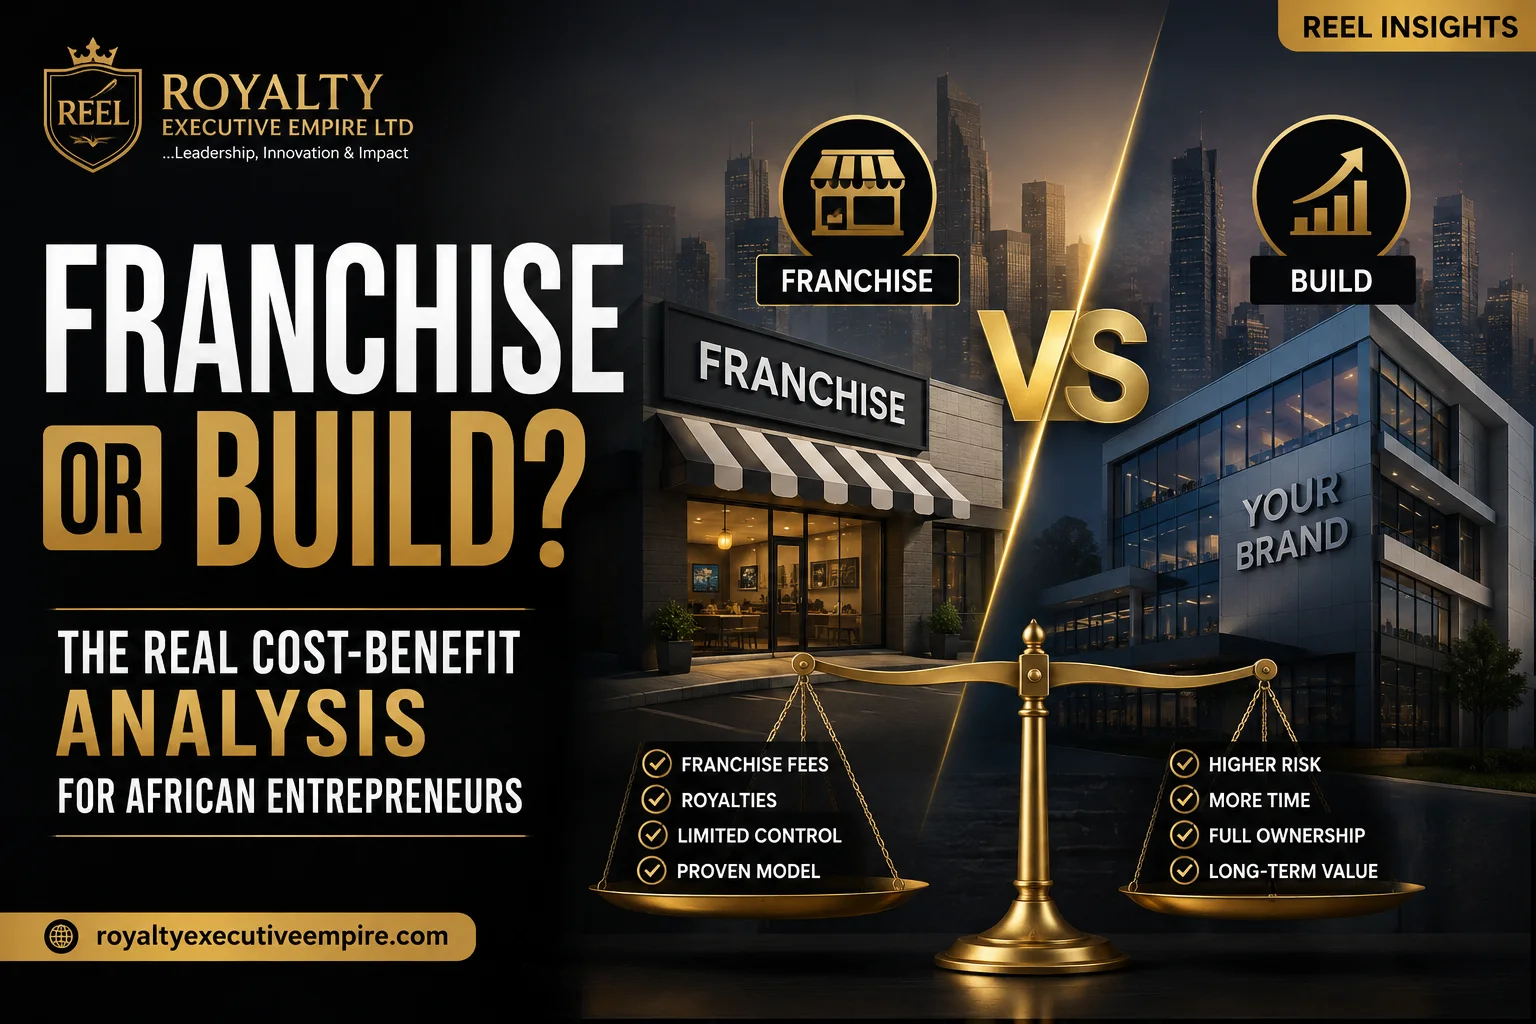 REEL INSIGHTS
REEL
ROYALTY
EXECUTIVE EMPIRE LTD
...Leadership, Innovation & Impact
FRANCHISE
OR BUILD?
THE REAL COST-BENEFIT
ANALYSIS
FOR AFRICAN ENTREPRENEURS
royaltyexecutiveempire.com
FRANCHISE
VS
BUILD
FRANCHISE
YOUR
BRAND
FRANCHISE FEES
ROYALTIES
LIMITED CONTROL
PROVEN MODEL
HIGHER RISK
MORE TIME
FULL OWNERSHIP
LONG-TERM VALUE